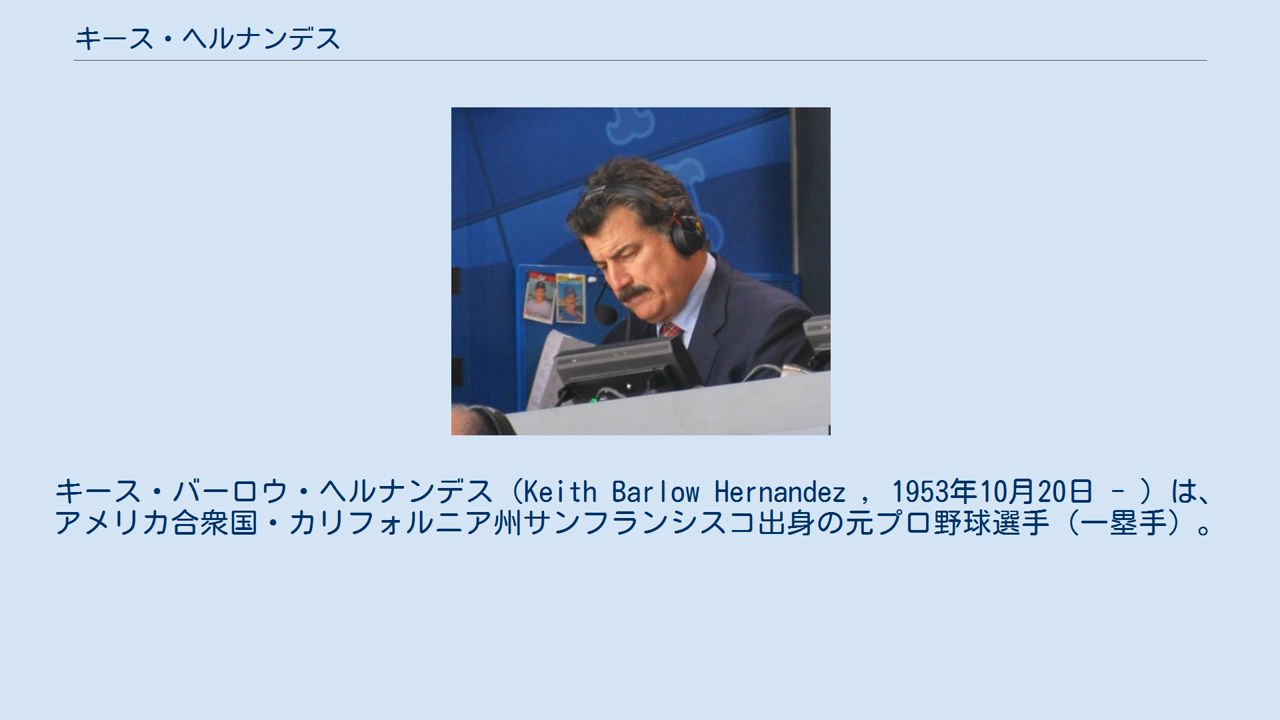 キース・ヘルナンデス
キース・バーロウ・ヘルナンデス（Keith Barlow Hernandez , 1953年10月20日 - ）は、
アメリカ合衆国・カリフォルニア州サンフランシスコ出身の元プロ野球選手（一塁手）。